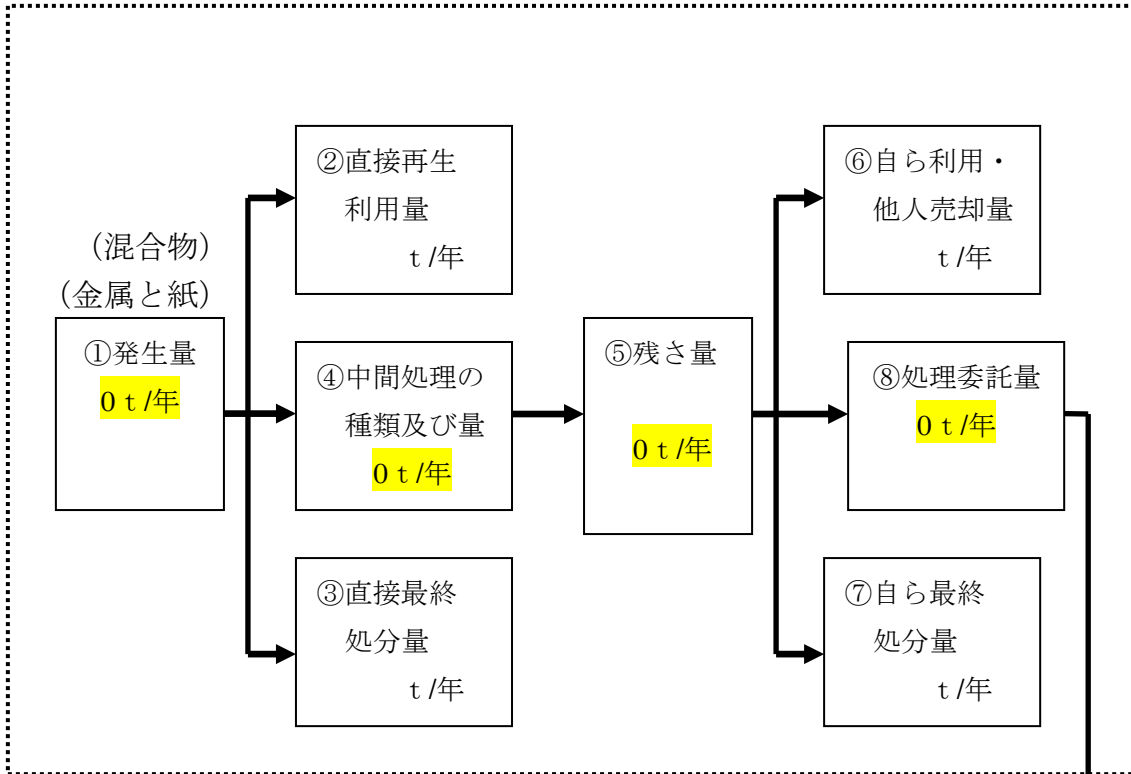 (混合物)
(金属と紙)
①発生量
0ｔ/年
②直接再生
利用量
ｔ/年
④中間処理の
種類及び量
0ｔ/年
③直接最終
処分量
ｔ/年
⑤残さ量
0ｔ/年
⑥自ら利用・
他人売却量
ｔ/年
⑧処理委託量
0ｔ/年
⑦自ら最終
処分量
ｔ/年